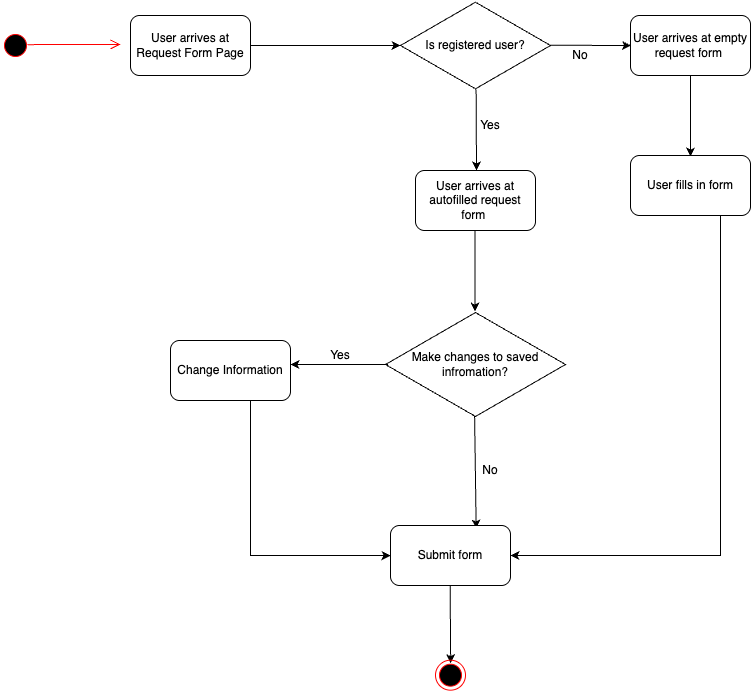 User arrives at
Request Form Page
Is registered user?
No
User arrives at empty
request form
Yes
User arrives at
autofilled request
form
User fills in form
Make changes to saved
infromation?
Yes
Change Information
No
Submit form